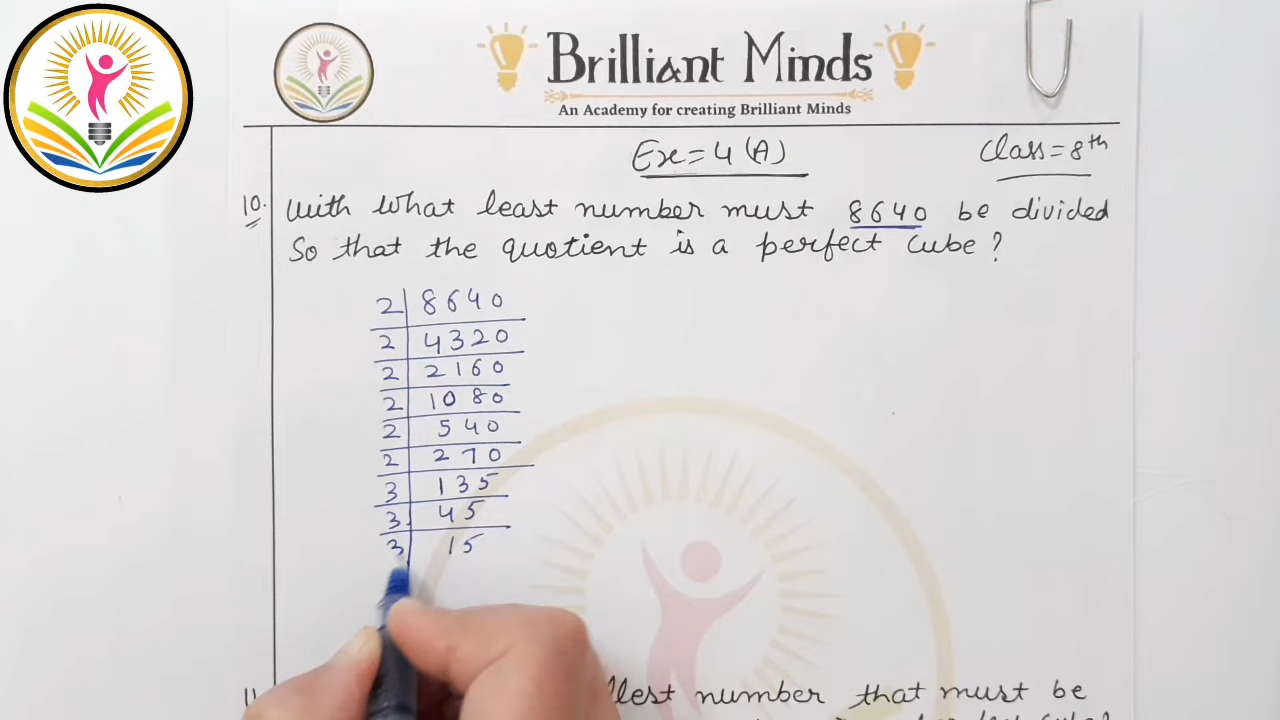 Brilliant Minds
An Academy for creating Brilliant Minds
Ex = 4 (A)
Class = 8th
10. With what least number must 8640 be divided
So that the quotient is a perfect cube?
2 | 8640
2 | 4320
2 | 2160
2 | 1080
2 | 540
2 | 270
3 | 135
3 | 45
3 | 15
11. number that must be